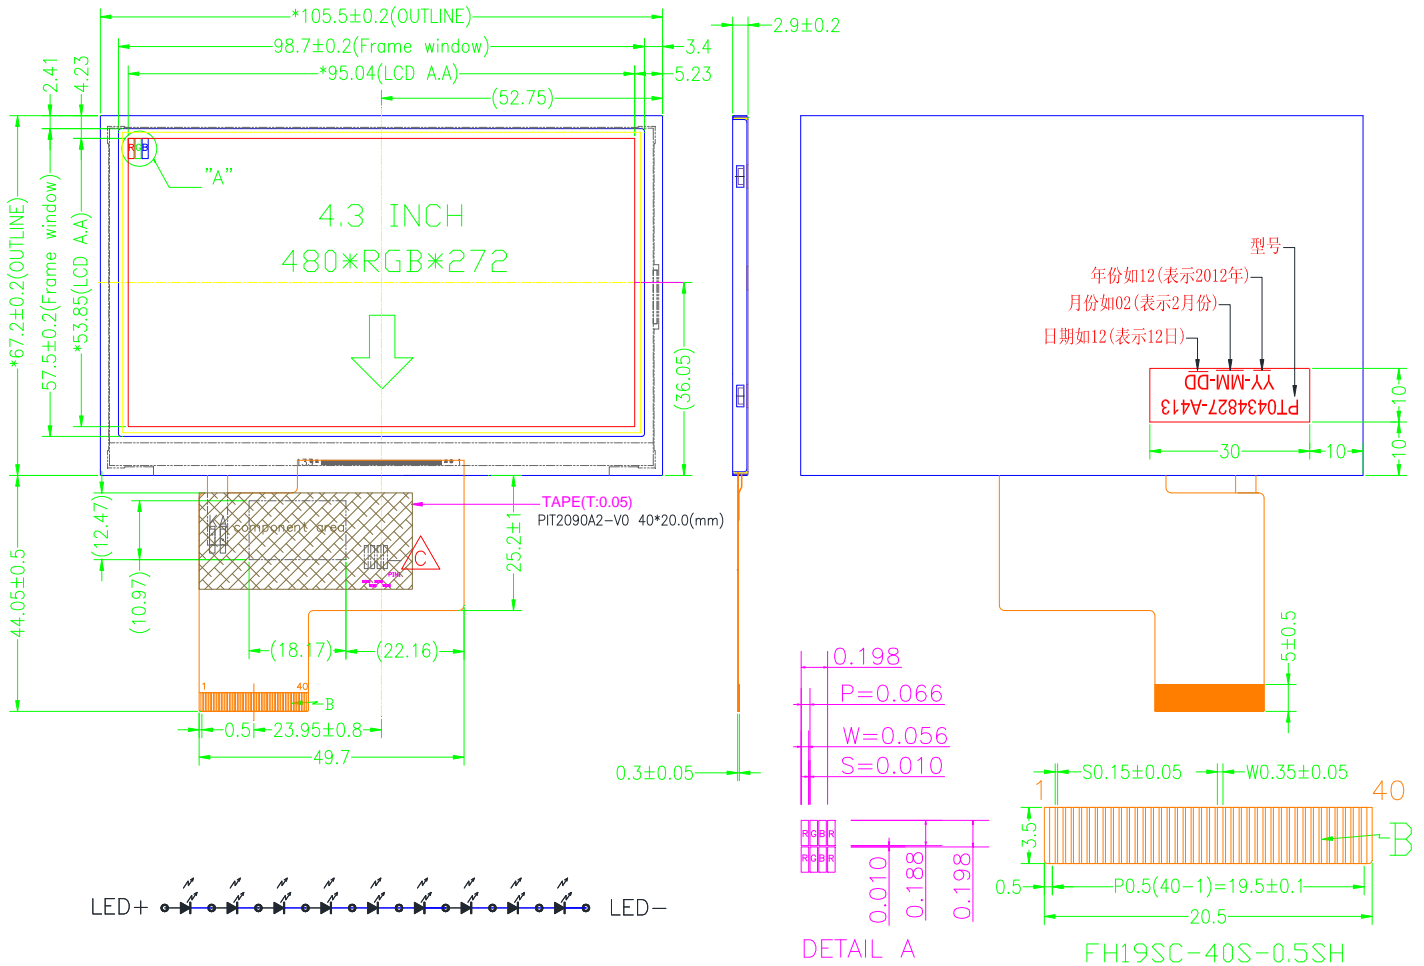 *105.5±0.2(OUTLINE)
98.7±0.2(Frame window)
3.4
*95.04(LCD A.A)
5.23
(52.75)
2.41
4.23
2.9±0.2
*67.2±0.2(OUTLINE)
57.5±0.2(Frame window)
*53.85(LCD A.A)
RGB
"A"
4.3 INCH
480*RGB*272
(36.05)
型号
年份如12(表示2012年)
月份如02(表示2月份)
日期如12(表示12日)
YY-MM-DD
PT0434827-A413
10
10
30
10
TAPE(T:0.05)
PIT2090A2-V0 40*20.0(mm)
KA
component area
C
(12.47)
(10.97)
44.05±0.5
25.2±1
(18.17)
(22.16)
1
40
B
0.5
23.95±0.8
49.7
0.3±0.05
5±0.5
0.198
P=0.066
W=0.056
S=0.010
RGBR
RGBR
0.010
0.188
0.198
DETAIL A
S0.15±0.05
W0.35±0.05
1
40
3.5
B
0.5
P0.5(40-1)=19.5±0.1
20.5
FH19SC-40S-0.5SH
LED+
LED-